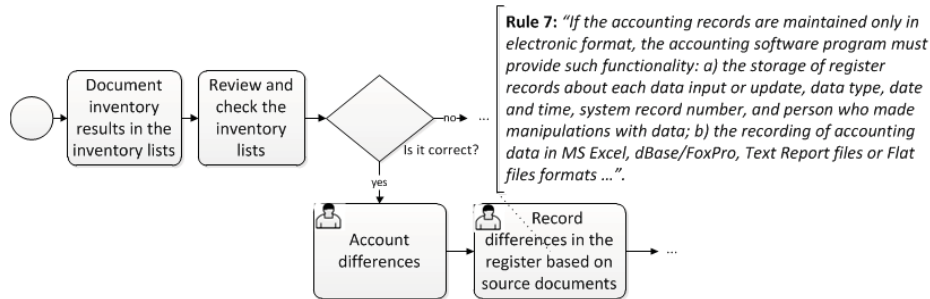 Document
inventory
results in the
inventory lists
Review and
check the
inventory
lists
Is it correct?
no
...
yes
Rule 7: “If the accounting records are maintained only in
electronic format, the accounting software program must
provide such functionality: a) the storage of register
records about each data input or update, data type, date
and time, system record number, and person who made
manipulations with data; b) the recording of accounting
data in MS Excel, dBase/FoxPro, Text Report files or Flat
files formats ...”.
Account
differences
Record
differences in the
register based on
source documents
...